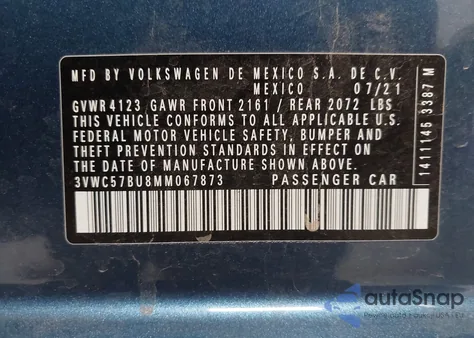 MFD BY VOLKSWAGEN DE MEXICO S.A. DE C.V.
MEXICO 07/21
GVWR 4123 GAWR FRONT 2161 / REAR 2072 LBS
THIS VEHICLE CONFORMS TO ALL APPLICABLE U.S.
FEDERAL MOTOR VEHICLE SAFETY, BUMPER AND
THEFT PREVENTION STANDARDS IN EFFECT ON
THE DATE OF MANUFACTURE SHOWN ABOVE.
3VWC57BU8MM067873 PASSENGER CAR
1411145 3387 M
autaSnap